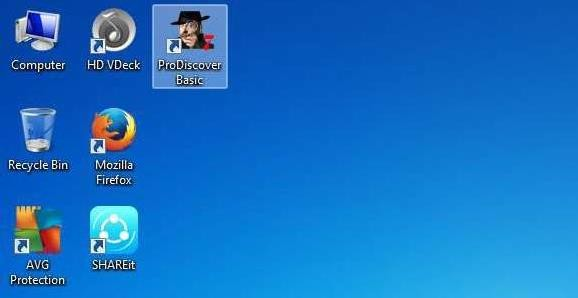 Computer
HD VDeck
ProDiscover
Basic
Recycle Bin
Mozilla
Firefox
AVG
Protection
SHAREit